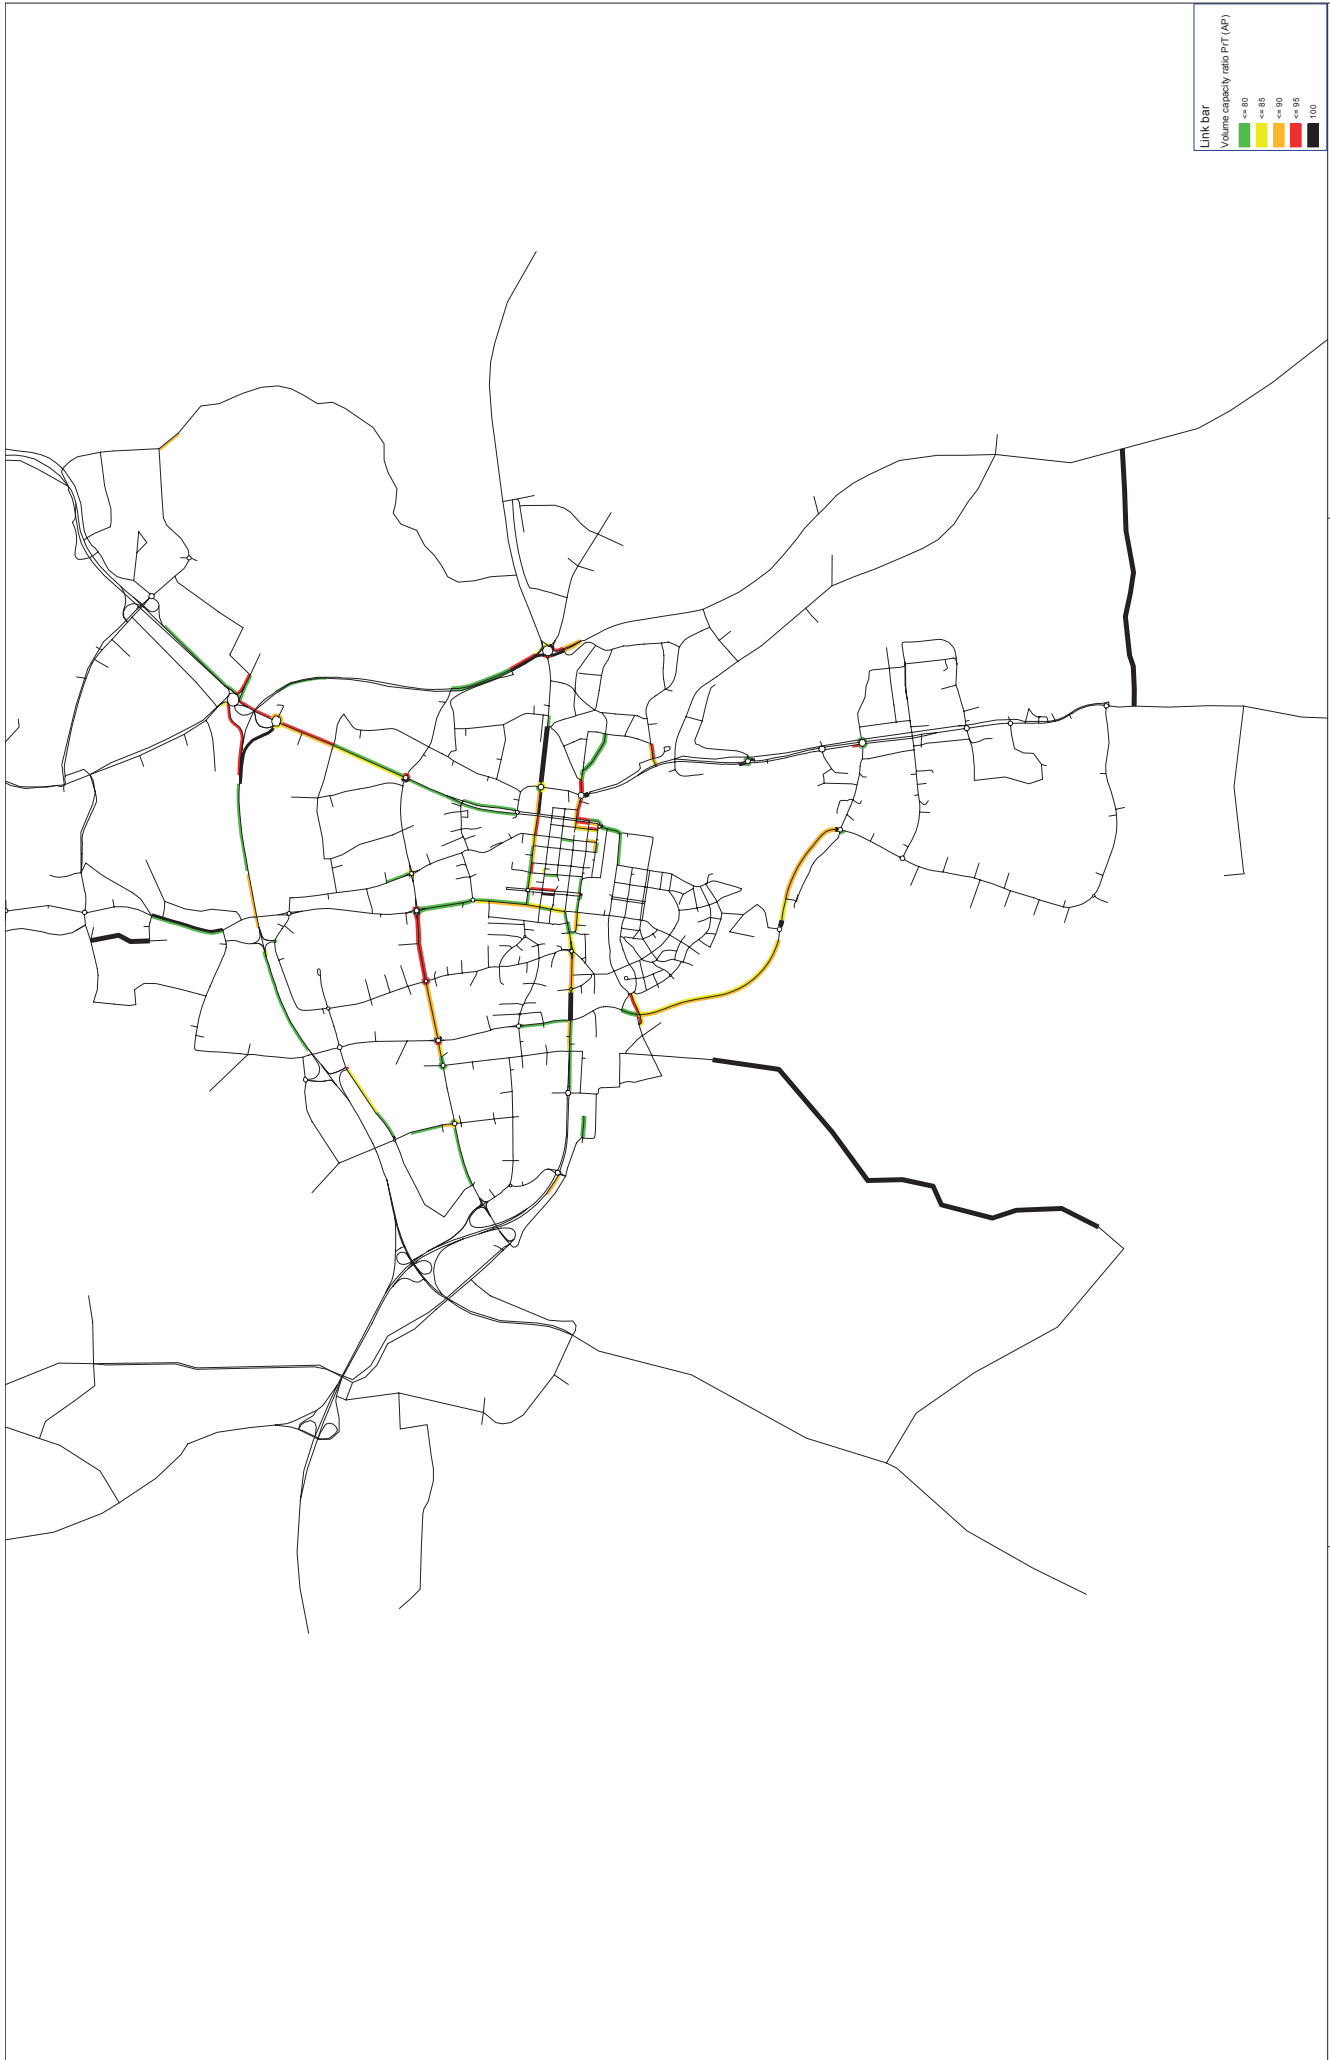 Link bar
Volume capacity ratio PrT (AP)
<= 80
<= 85
<= 90
<= 95
100